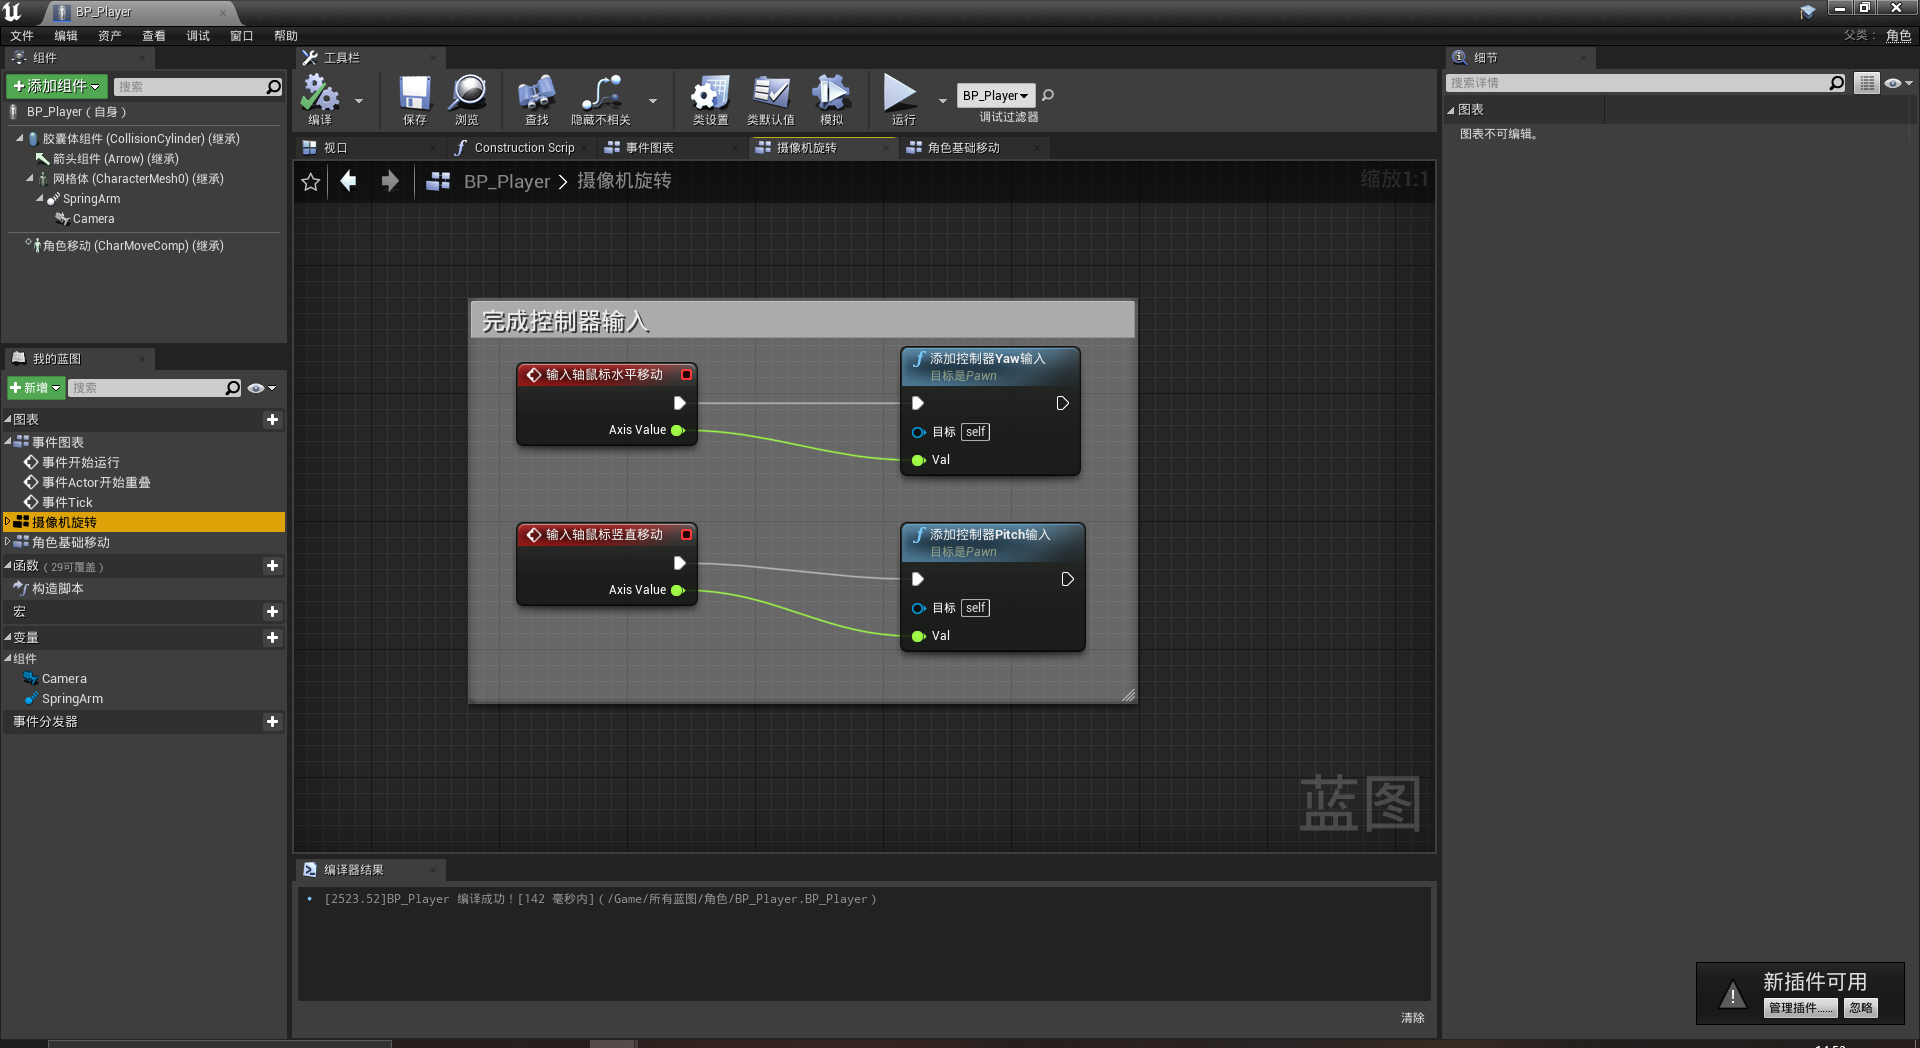 BP_Player
文件 编辑 资产 查看 调试 窗口 帮助
父类： 角色
组件
添加组件
搜索
BP_Player（自身）
胶囊体组件 (CollisionCylinder) (继承)
箭头组件 (Arrow) (继承)
网格体 (CharacterMesh0) (继承)
SpringArm
Camera
角色移动 (CharMoveComp) (继承)
我的蓝图
新增
搜索
图表
事件图表
事件开始运行
事件Actor开始重叠
事件Tick
摄像机旋转
角色基础移动
函数（29可覆盖）
构造脚本
宏
变量
组件
Camera
SpringArm
事件分发器
工具栏
编译 保存 浏览 查找 隐藏不相关 类设置 类默认值 模拟 运行
BP_Player
调试过滤器
视口 Construction Scrip 事件图表 摄像机旋转 角色基础移动
BP_Player > 摄像机旋转
缩放1:1
完成控制器输入
输入轴鼠标水平移动
Axis Value
添加控制器Yaw输入
目标是Pawn
目标 self
Val
输入轴鼠标竖直移动
Axis Value
添加控制器Pitch输入
目标是Pawn
目标 self
Val
蓝图
编译器结果
[2523.52]BP_Player 编译成功！[142 毫秒内]（/Game/所有蓝图/角色/BP_Player.BP_Player）
清除
细节
搜索详情
图表
图表不可编辑。
新插件可用
管理插件...... 忽略